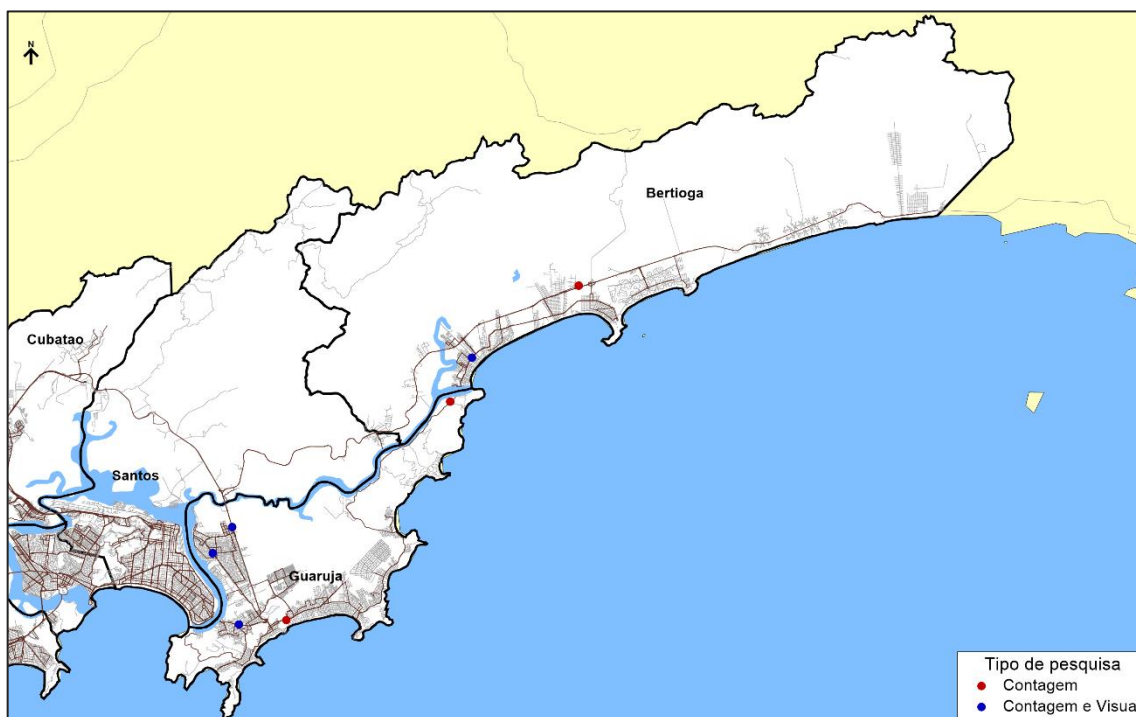 N
Bertioga
Cubatao
Santos
Guaruja
Tipo de pesquisa
Contagem
Contagem e Visua